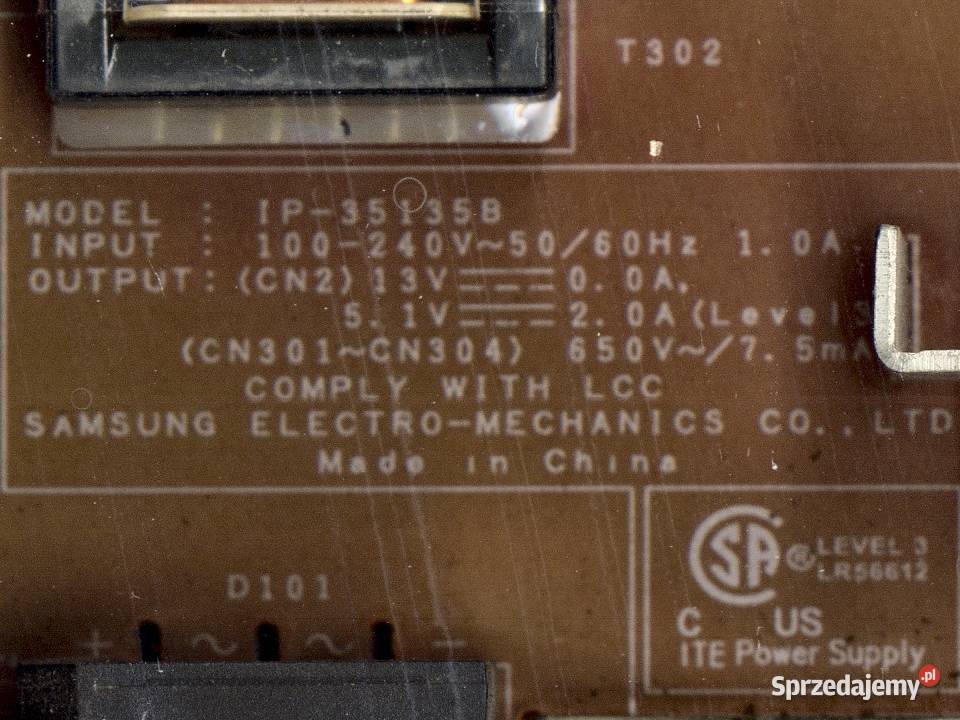 T302
MODEL : IP-35135B
INPUT : 100-240V~50/60Hz 1.0A
OUTPUT: (CN2) 13V⎓0.0A,
5.1V⎓2.0A (Level
(CN301~CN304) 650V~/7.5mA
COMPLY WITH LCC
SAMSUNG ELECTRO-MECHANICS CO., LTD
Made in China
SA ® LEVEL 3
LR56612
C US
ITE Power Supply
D101
+ ~ ~ −
Sprzedajemy.pl